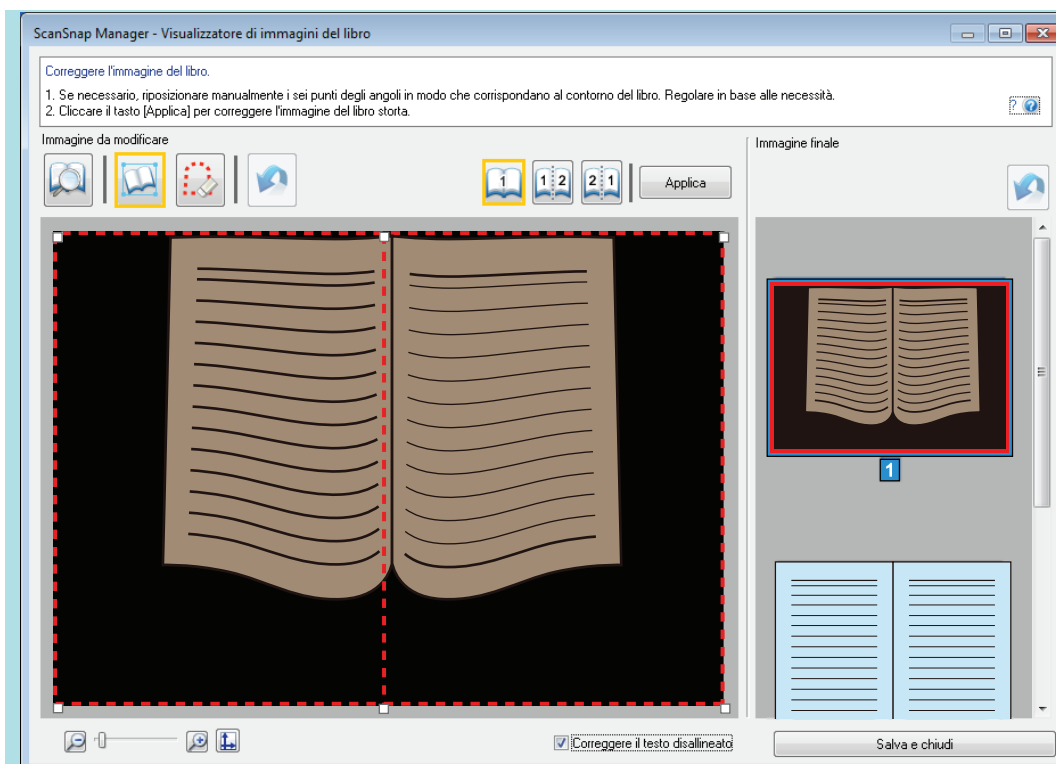 ScanSnap Manager - Visualizzatore di immagini del libro
Correggere l'immagine del libro.
1. Se necessario, riposizionare manualmente i sei punti degli angoli in modo che corrispondano al contorno del libro. Regolare in base alle necessità.
2. Cliccare il tasto [Applica] per correggere l'immagine del libro storta.
?
?
Immagine da modificare
Immagine finale
1
1 2
2 1
Applica
1
Correggere il testo disallineato
Salva e chiudi